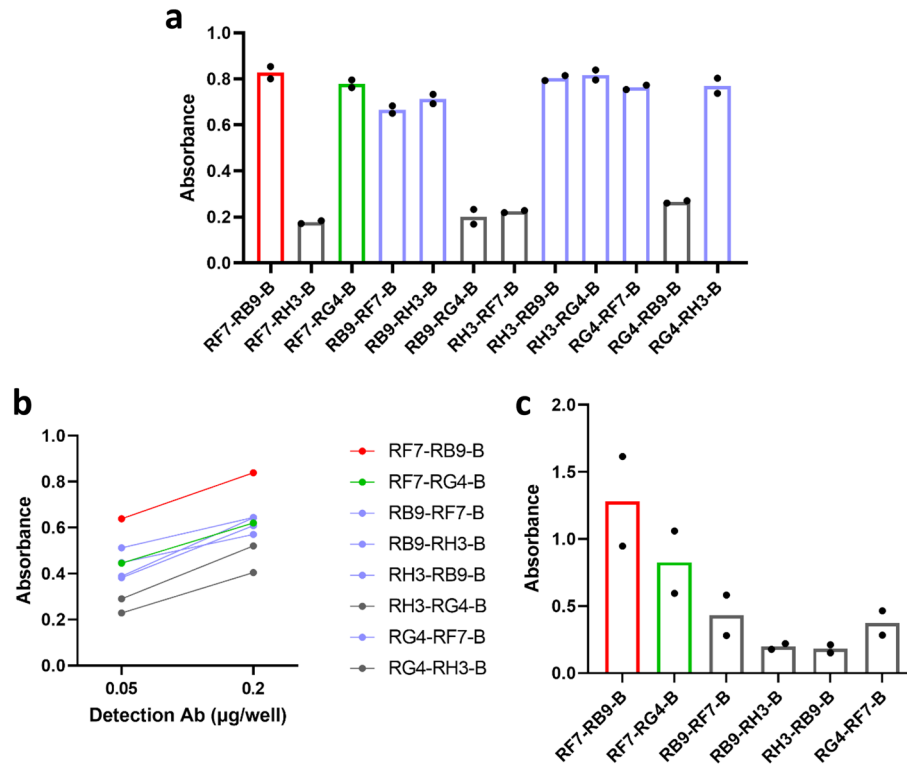 a
Absorbance
1.0
0.8
0.6
0.4
0.2
0.0
RF7-RB9-B
RF7-RH3-B
RF7-RG4-B
RB9-RF7-B
RB9-RH3-B
RB9-RG4-B
RH3-RF7-B
RH3-RB9-B
RH3-RG4-B
RG4-RF7-B
RG4-RB9-B
RG4-RH3-B
b
Absorbance
1.0
0.8
0.6
0.4
0.2
0.0
0.05
0.2
Detection Ab (μg/well)
RF7-RB9-B
RF7-RG4-B
RB9-RF7-B
RB9-RH3-B
RH3-RB9-B
RH3-RG4-B
RG4-RF7-B
RG4-RH3-B
c
Absorbance
2.0
1.5
1.0
0.5
0.0
RF7-RB9-B
RF7-RG4-B
RB9-RF7-B
RB9-RH3-B
RH3-RB9-B
RG4-RF7-B